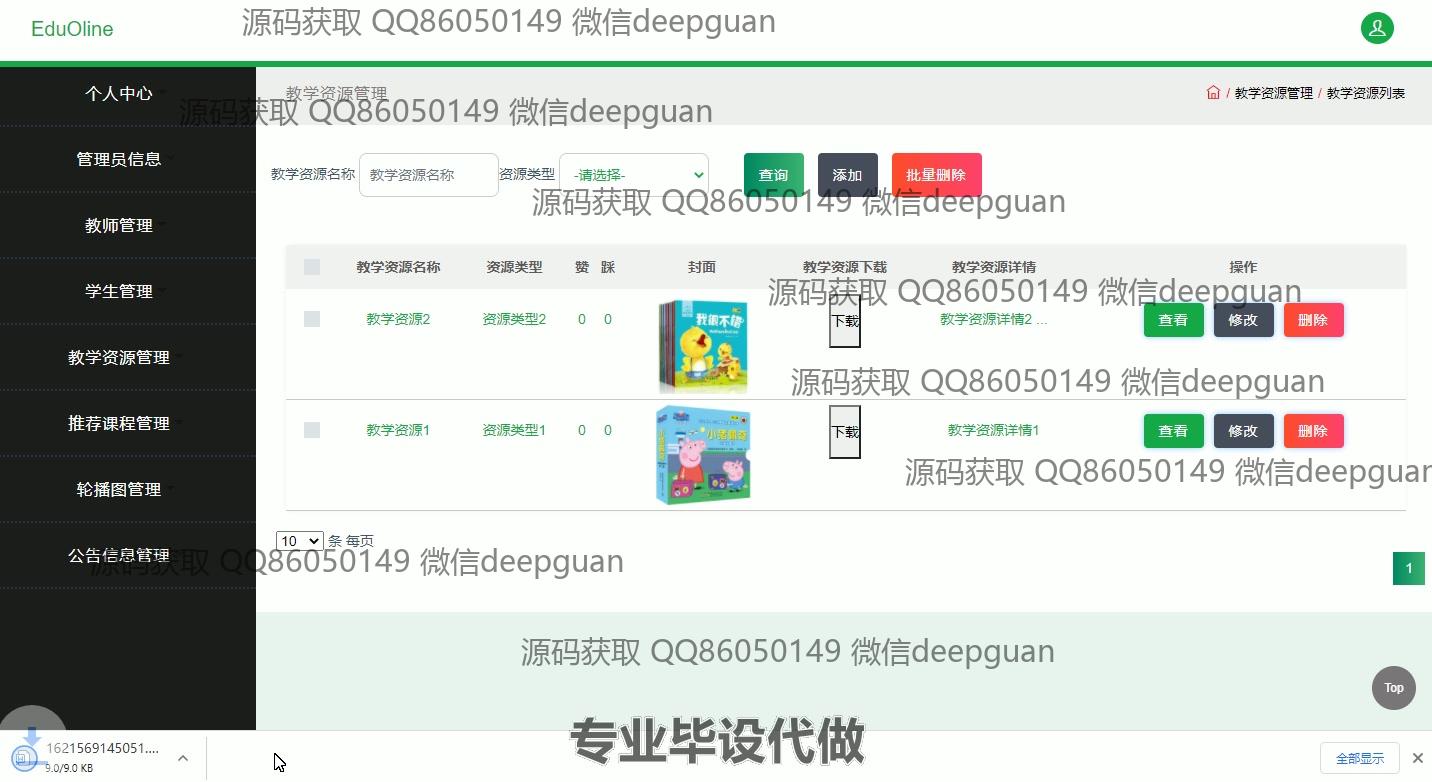 EduOline
源码获取 QQ86050149 微信deepguan
个人中心
教学资源管理
/ 教学资源管理 / 教学资源列表
源码获取 QQ86050149 微信deepguan
管理员信息
教师管理
学生管理
教学资源管理
推荐课程管理
轮播图管理
公告信息管理
教学资源名称 教学资源名称 资源类型 -请选择- 查询 添加 批量删除
源码获取 QQ86050149 微信deepguan
教学资源名称 资源类型 赞 踩 封面 教学资源下载 教学资源详情 操作
源码获取 QQ86050149 微信deepguan
教学资源2 资源类型2 0 0 下载 教学资源详情2 ... 查看 修改 删除
我很不错
源码获取 QQ86050149 微信deepguan
教学资源1 资源类型1 0 0 下载 教学资源详情1 查看 修改 删除
小猪佩奇
源码获取 QQ86050149 微信deepguan
10 条 每页
源码获取 QQ86050149 微信deepguan
1
源码获取 QQ86050149 微信deepguan
Top
专业毕设代做
1621569145051....
9.0/9.0 KB
全部显示